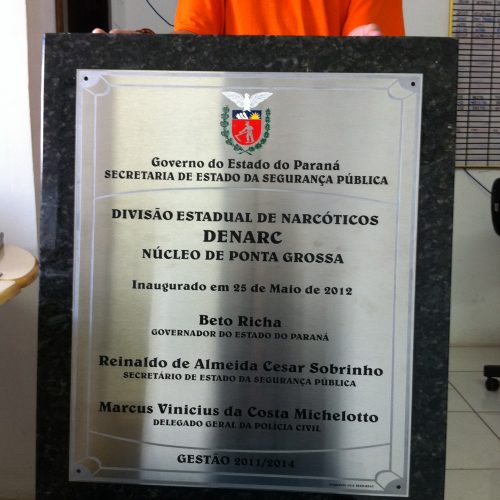 Governo do Estado do Paraná
SECRETARIA DE ESTADO DA SEGURANÇA PÚBLICA
DIVISÃO ESTADUAL DE NARCÓTICOS
DENARC
NÚCLEO DE PONTA GROSSA
Inaugurado em 25 de Maio de 2012
Beto Richa
GOVERNADOR DO ESTADO DO PARANÁ
Reinaldo de Almeida Cesar Sobrinho
SECRETÁRIO DE ESTADO DA SEGURANÇA PÚBLICA
Marcus Vinicius da Costa Michelotto
DELEGADO GERAL DA POLÍCIA CIVIL
GESTÃO 2011/2014